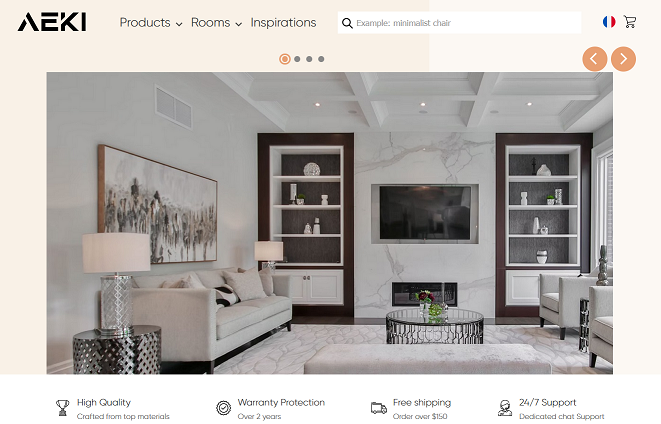 AEKI
Products Rooms Inspirations
Example: minimalist chair
High Quality
Crafted from top materials
Warranty Protection
Over 2 years
Free shipping
Order over $150
24/7 Support
Dedicated chat Support